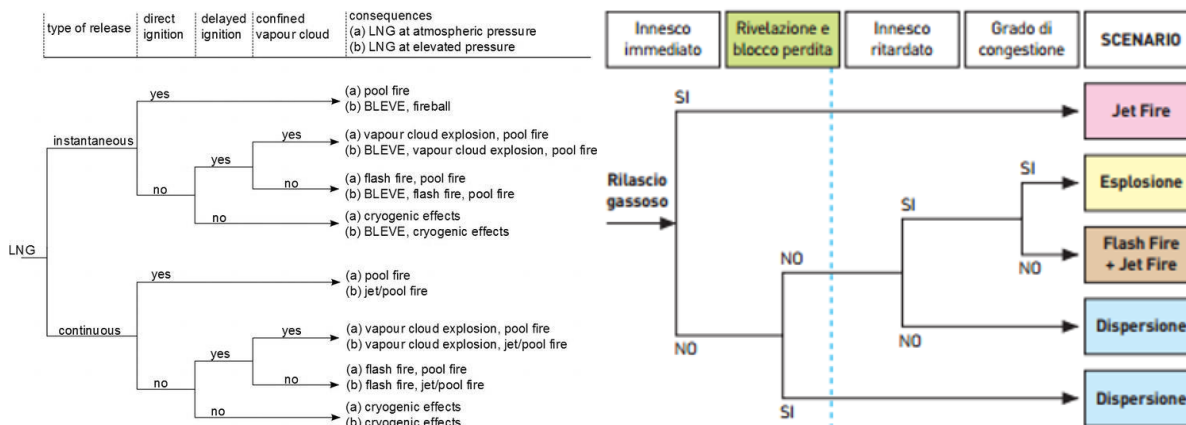 type of release
direct
ignition
delayed
ignition
confined
vapour cloud
consequences
(a) LNG at atmospheric pressure
(b) LNG at elevated pressure
LNG
instantaneous
yes
(a) pool fire
(b) BLEVE, fireball
no
yes
yes
(a) vapour cloud explosion, pool fire
(b) BLEVE, vapour cloud explosion, pool fire
no
(a) flash fire, pool fire
(b) BLEVE, flash fire, pool fire
no
(a) cryogenic effects
(b) BLEVE, cryogenic effects
continuous
yes
(a) pool fire
(b) jet/pool fire
no
yes
yes
(a) vapour cloud explosion, pool fire
(b) vapour cloud explosion, jet/pool fire
no
(a) flash fire, pool fire
(b) flash fire, jet/pool fire
no
(a) cryogenic effects
(b) cryogenic effects
Innesco
immediato
Rivelazione e
blocco perdita
Innesco
ritardato
Grado di
congestione
SCENARIO
Rilascio
gassoso
SI
Jet Fire
NO
NO
SI
SI
Esplosione
NO
Flash Fire
+ Jet Fire
NO
Dispersione
SI
Dispersione